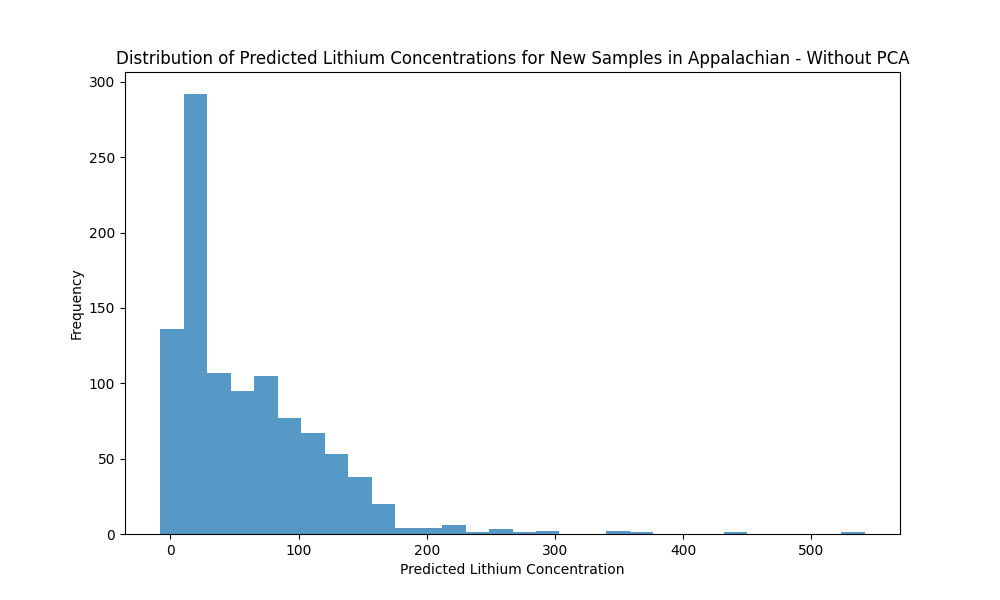 Distribution of Predicted Lithium Concentrations for New Samples in Appalachian - Without PCA
300
250
200
150
100
50
0
Frequency
0 100 200 300 400 500
Predicted Lithium Concentration